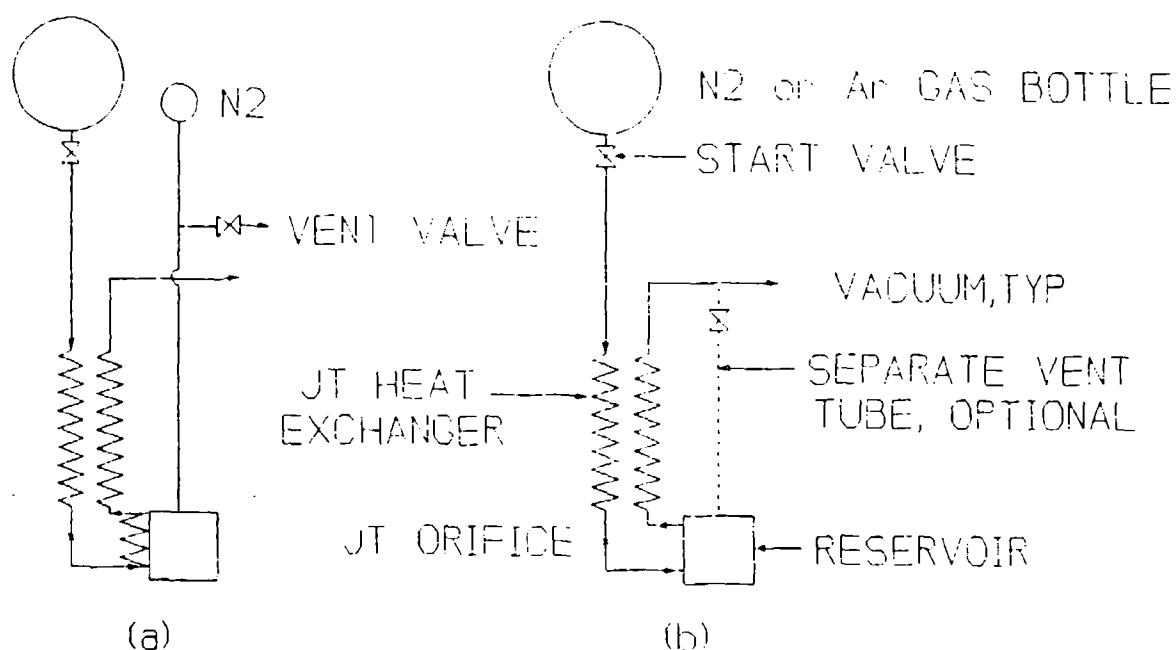 N2
VENT VALVE
(a)
N2 or Ar GAS BOTTLE
START VALVE
VACUUM,TYP
JT HEAT
EXCHANGER
SEPARATE VENT
TUBE, OPTIONAL
JT ORIFICE
RESERVOIR
(b)